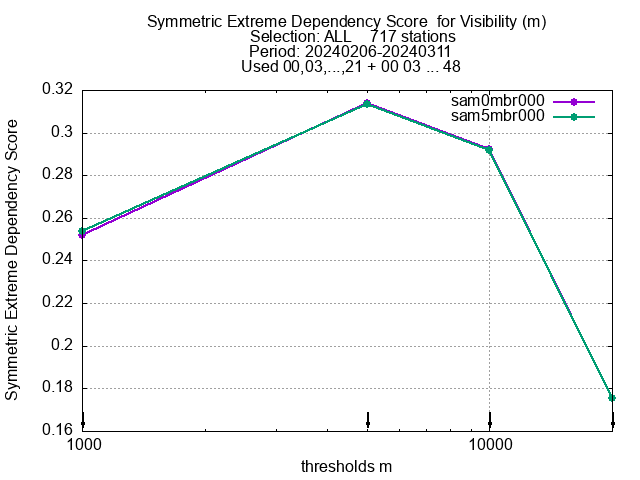 Symmetric Extreme Dependency Score  for Visibility (m)
Selection: ALL    717 stations
Period: 20240206-20240311
Used 00,03,...,21 + 00 03 ... 48
sam0mbr000
sam5mbr000
0.32
0.3
0.28
0.26
0.24
0.22
0.2
0.18
0.16
Symmetric Extreme Dependency Score
1000
10000
thresholds m